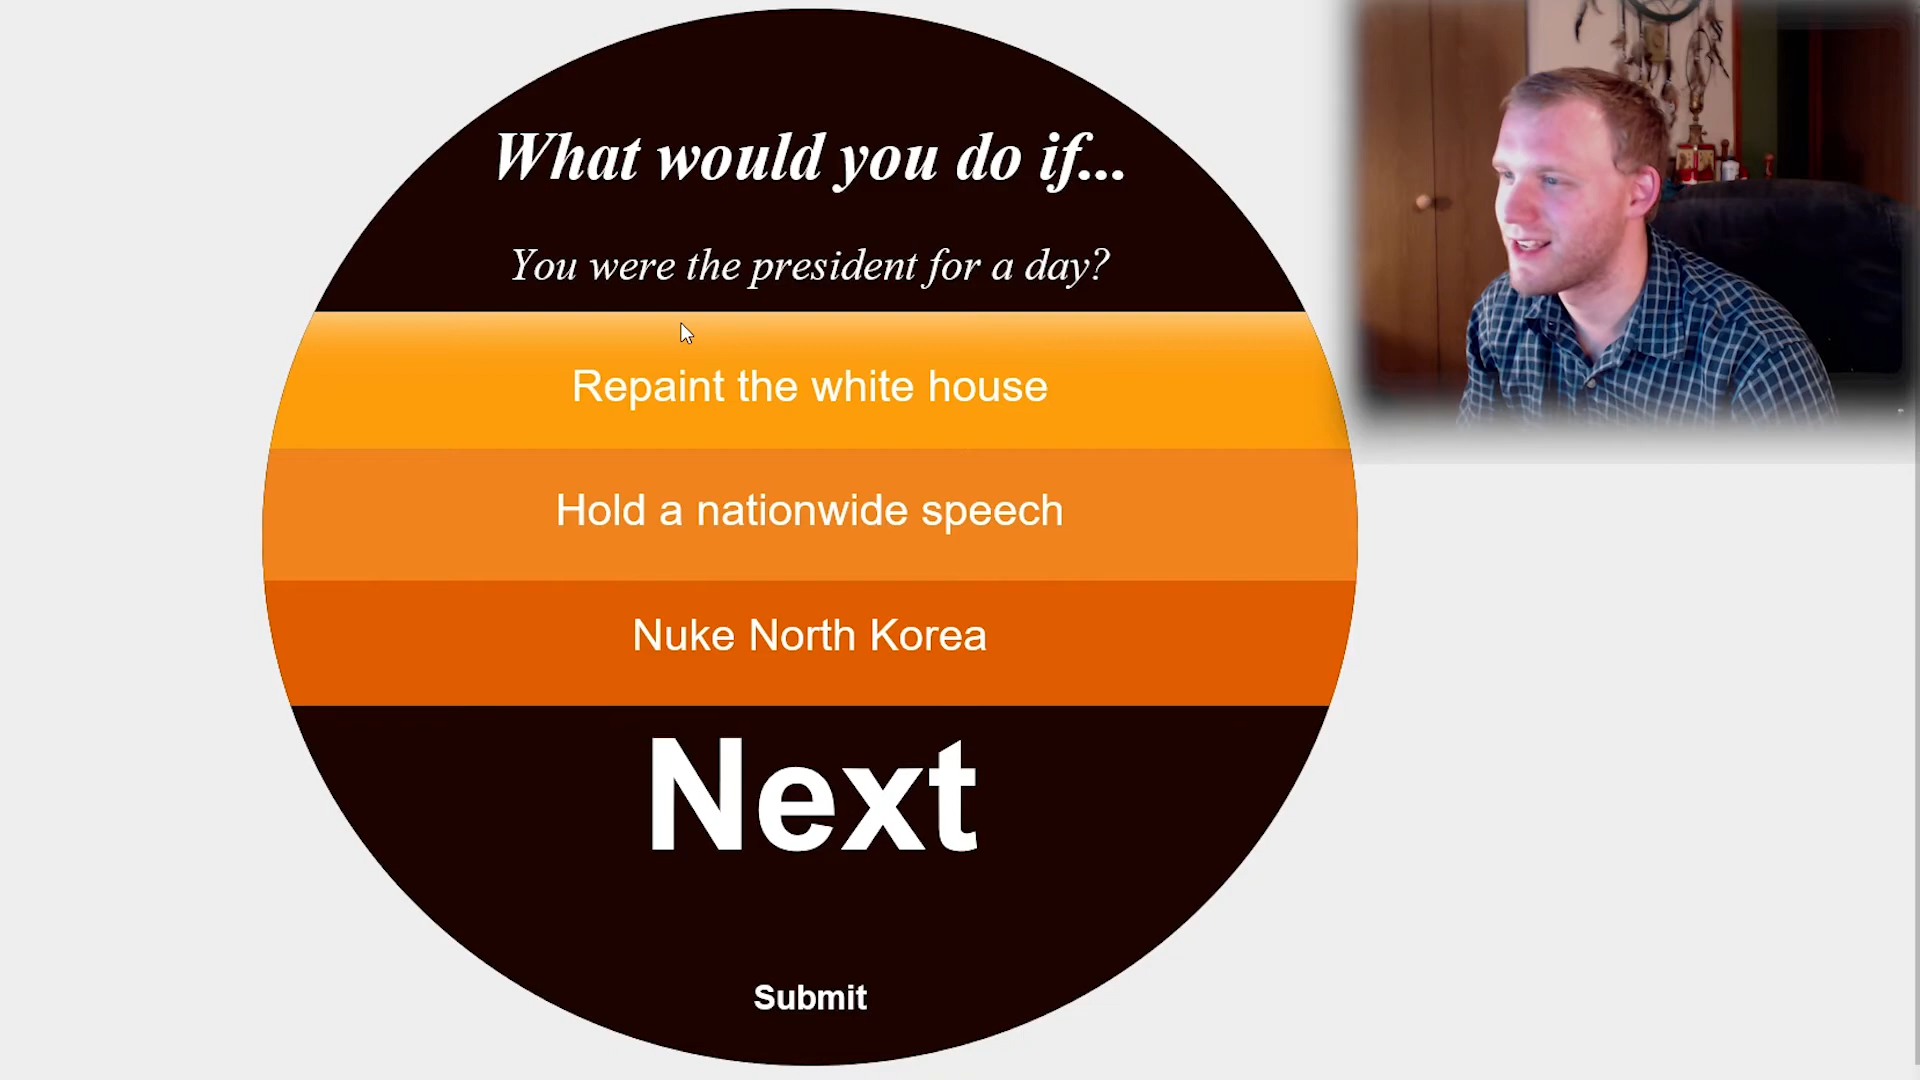 What would you do if...
You were the president for a day?
Repaint the white house
Hold a nationwide speech
Nuke North Korea
Next
Submit